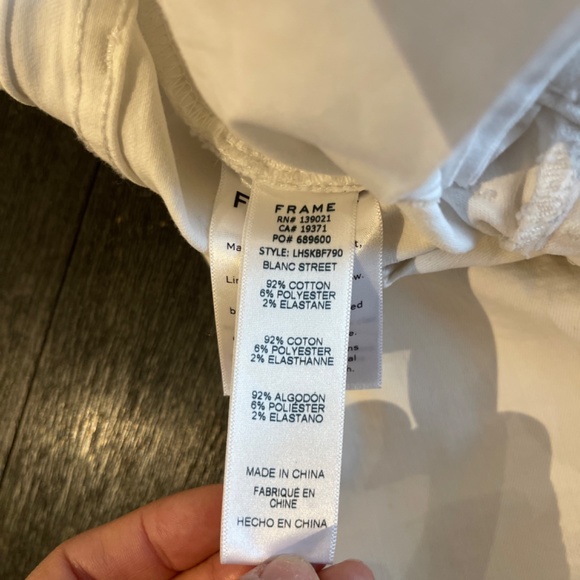 FRAME
RN# 139021
CA# 19371
PO# 689600
STYLE: LHSKBF790
BLANC STREET
92% COTTON
6% POLYESTER
2% ELASTANE
92% COTON
6% POLYESTER
2% ELASTHANNE
92% ALGODÓN
6% POLIÉSTER
2% ELASTANO
MADE IN CHINA
FABRIQUÉ EN
CHINE
HECHO EN CHINA